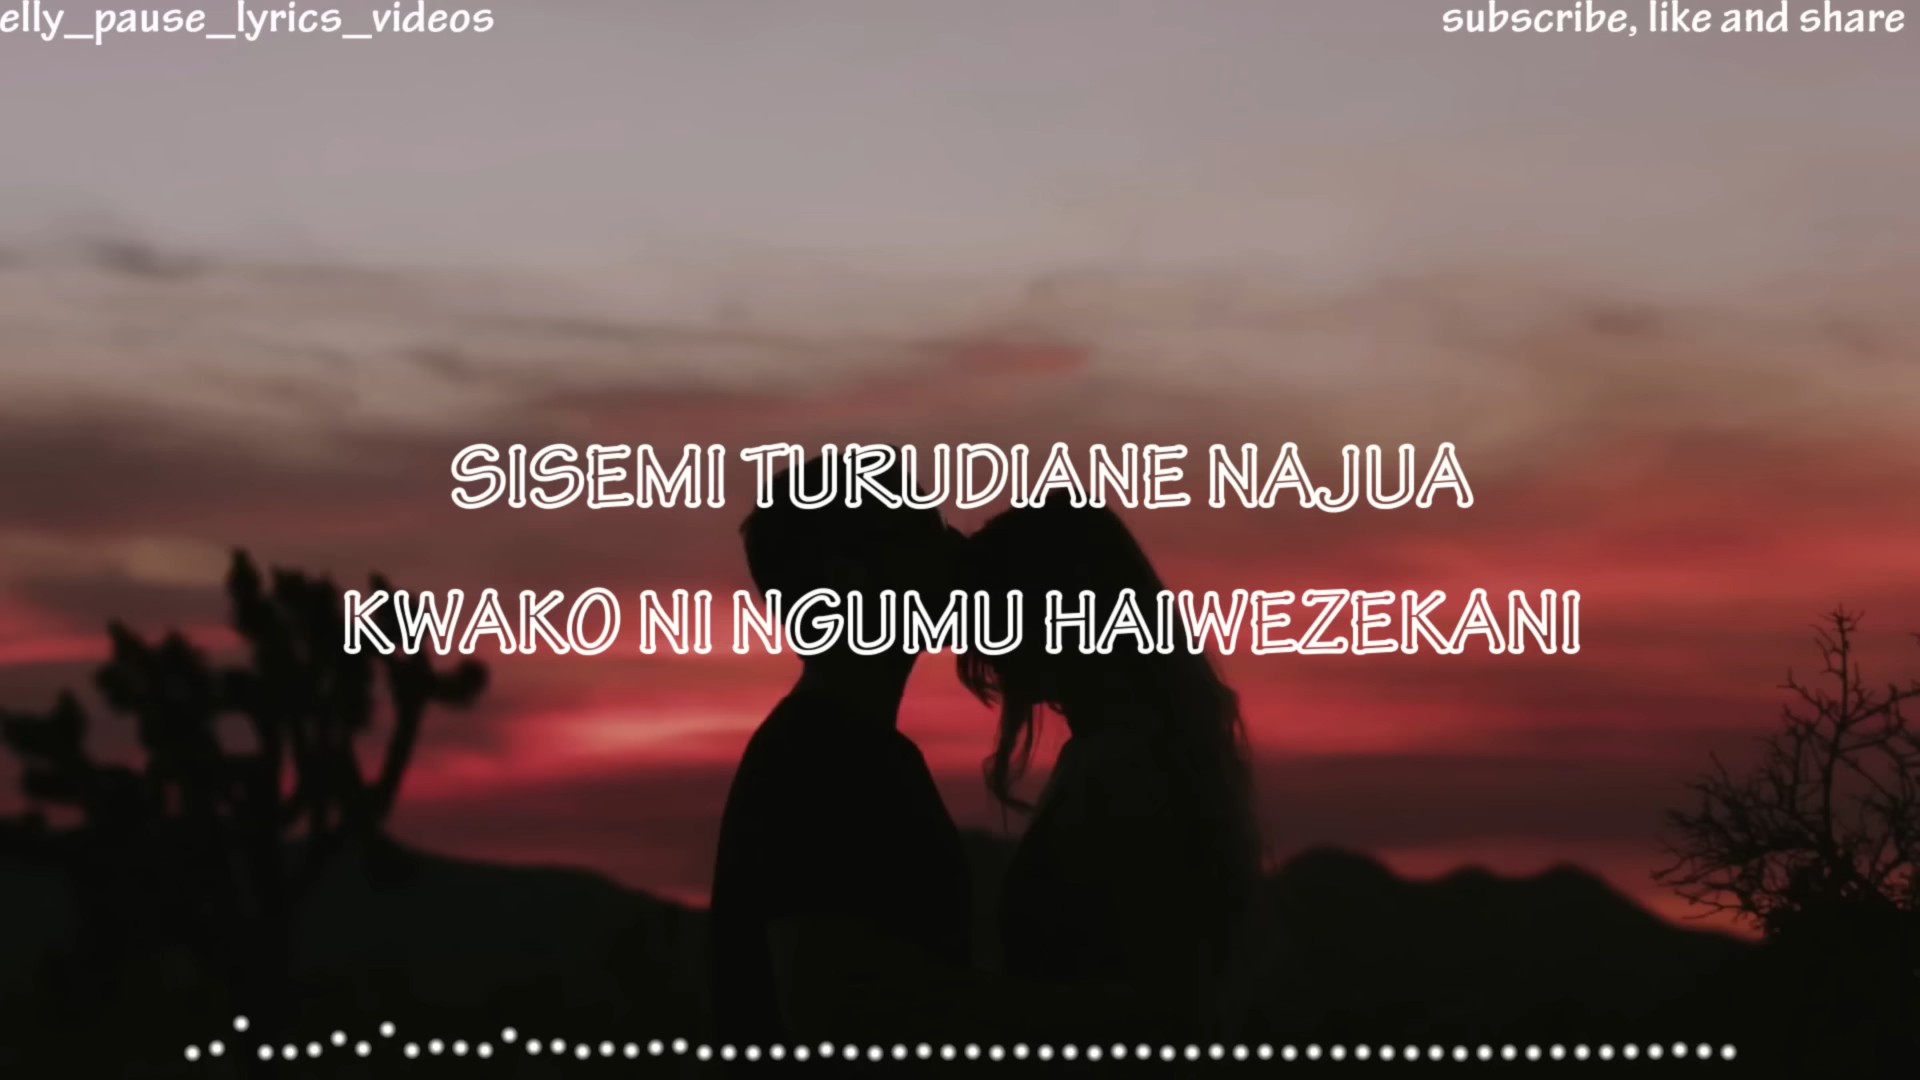 elly_pause_lyrics_videos
subscribe, like and share
SISEMI TURUDIANE NAJUA
KWAKO NI NGUMU HAIWEZEKANI